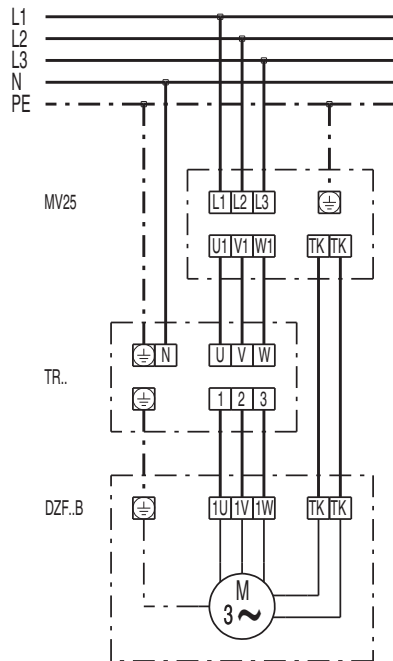 L1
L2
L3
N
PE
MV25
L1 L2 L3
U1 V1 W1 TK TK
TR..
N U V W
1 2 3
DZF..B
1U 1V 1W TK TK
M
3 ~